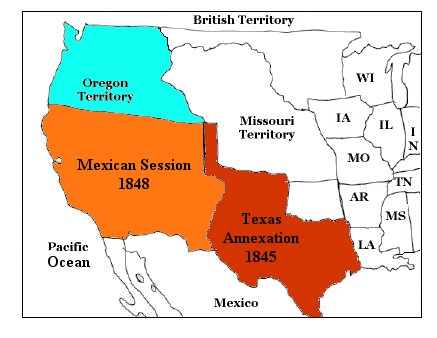 British Territory
WI
Oregon
Territory
Missouri
Territory
IA
IL
I
N
Mexican Session
1848
MO
TN
AR
Texas
Annexation
1845
MS
LA
Pacific
Ocean
Mexico